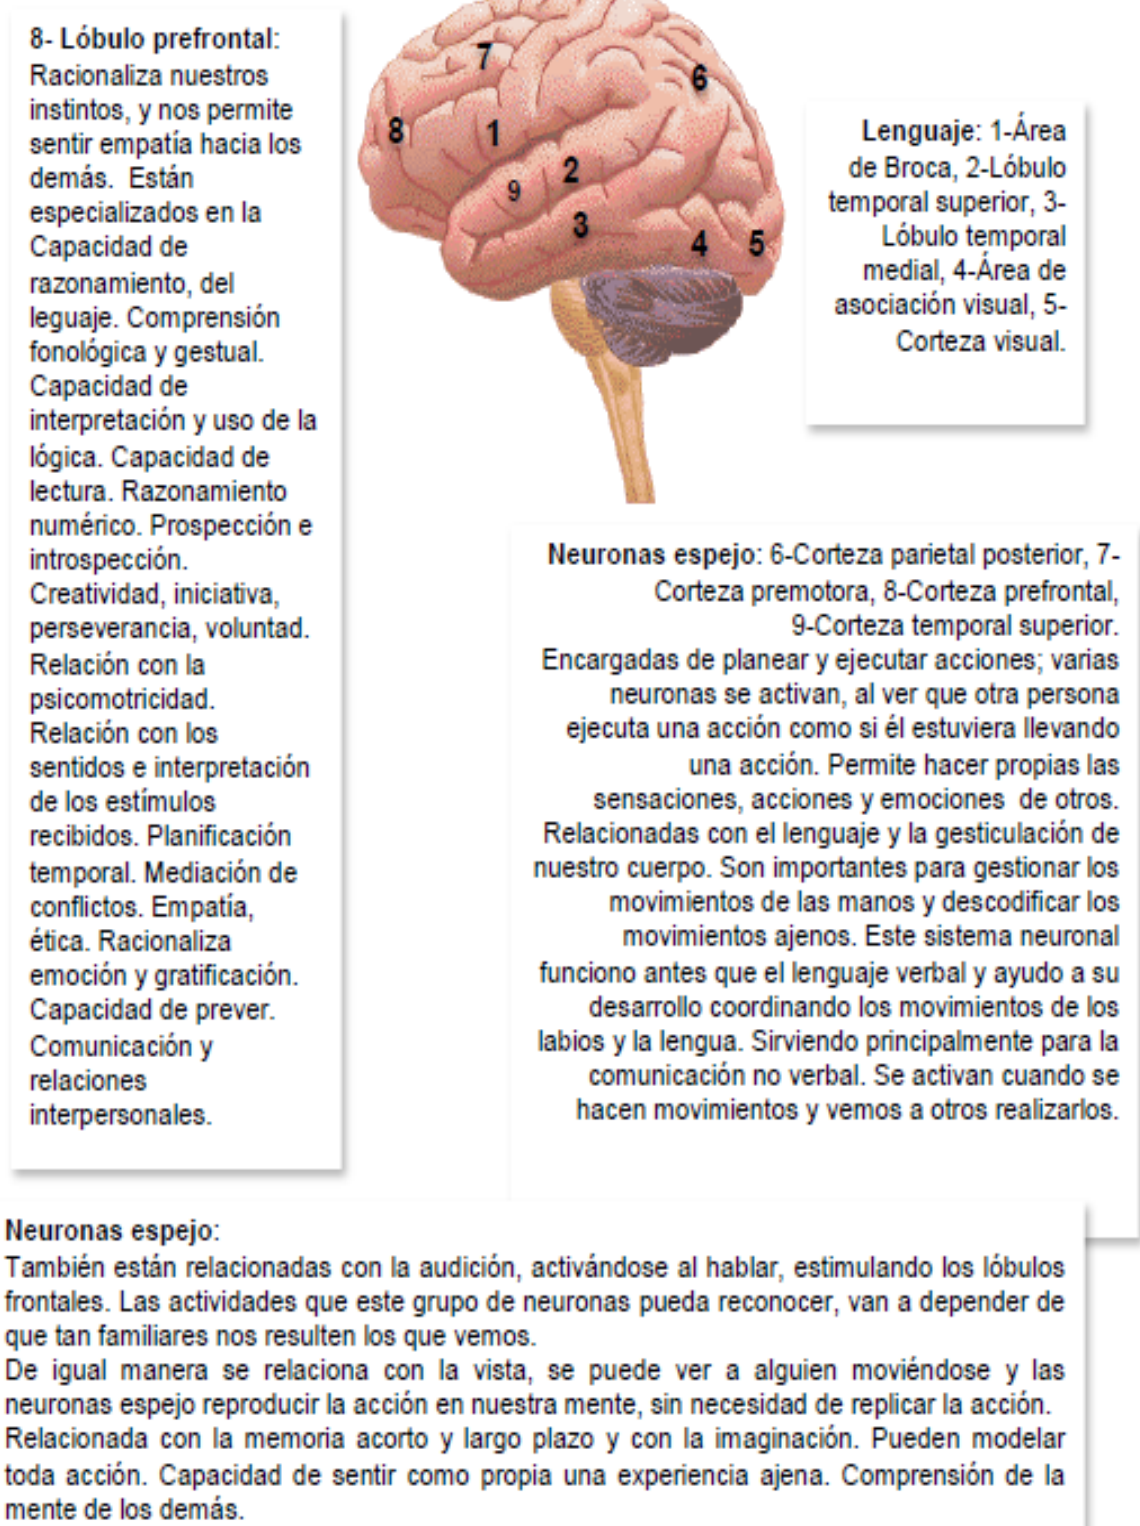 8- Lóbulo prefrontal:
Racionaliza nuestros
instintos, y nos permite
sentir empatía hacia los
demás. Están
especializados en la
Capacidad de
razonamiento, del
leguaje. Comprensión
fonológica y gestual.
Capacidad de
interpretación y uso de la
lógica. Capacidad de
lectura. Razonamiento
numérico. Prospección e
introspección.
Creatividad, iniciativa,
perseverancia, voluntad.
Relación con la
psicomotricidad.
Relación con los
sentidos e interpretación
de los estímulos
recibidos. Planificación
temporal. Mediación de
conflictos. Empatía,
ética. Racionaliza
emoción y gratificación.
Capacidad de prever.
Comunicación y
relaciones
interpersonales.
7
6
8
1
2
9
3
4
5
Lenguaje: 1-Área
de Broca, 2-Lóbulo
temporal superior, 3-
Lóbulo temporal
medial, 4-Área de
asociación visual, 5-
Corteza visual.
Neuronas espejo: 6-Corteza parietal posterior, 7-
Corteza premotora, 8-Corteza prefrontal,
9-Corteza temporal superior.
Encargadas de planear y ejecutar acciones; varias
neuronas se activan, al ver que otra persona
ejecuta una acción como si él estuviera llevando
una acción. Permite hacer propias las
sensaciones, acciones y emociones de otros.
Relacionadas con el lenguaje y la gesticulación de
nuestro cuerpo. Son importantes para gestionar los
movimientos de las manos y descodificar los
movimientos ajenos. Este sistema neuronal
funciono antes que el lenguaje verbal y ayudo a su
desarrollo coordinando los movimientos de los
labios y la lengua. Sirviendo principalmente para la
comunicación no verbal. Se activan cuando se
hacen movimientos y vemos a otros realizarlos.
Neuronas espejo:
También están relacionadas con la audición, activándose al hablar, estimulando los lóbulos
frontales. Las actividades que este grupo de neuronas pueda reconocer, van a depender de
que tan familiares nos resulten los que vemos.
De igual manera se relaciona con la vista, se puede ver a alguien moviéndose y las
neuronas espejo reproducir la acción en nuestra mente, sin necesidad de replicar la acción.
Relacionada con la memoria acorto y largo plazo y con la imaginación. Pueden modelar
toda acción. Capacidad de sentir como propia una experiencia ajena. Comprensión de la
mente de los demás.